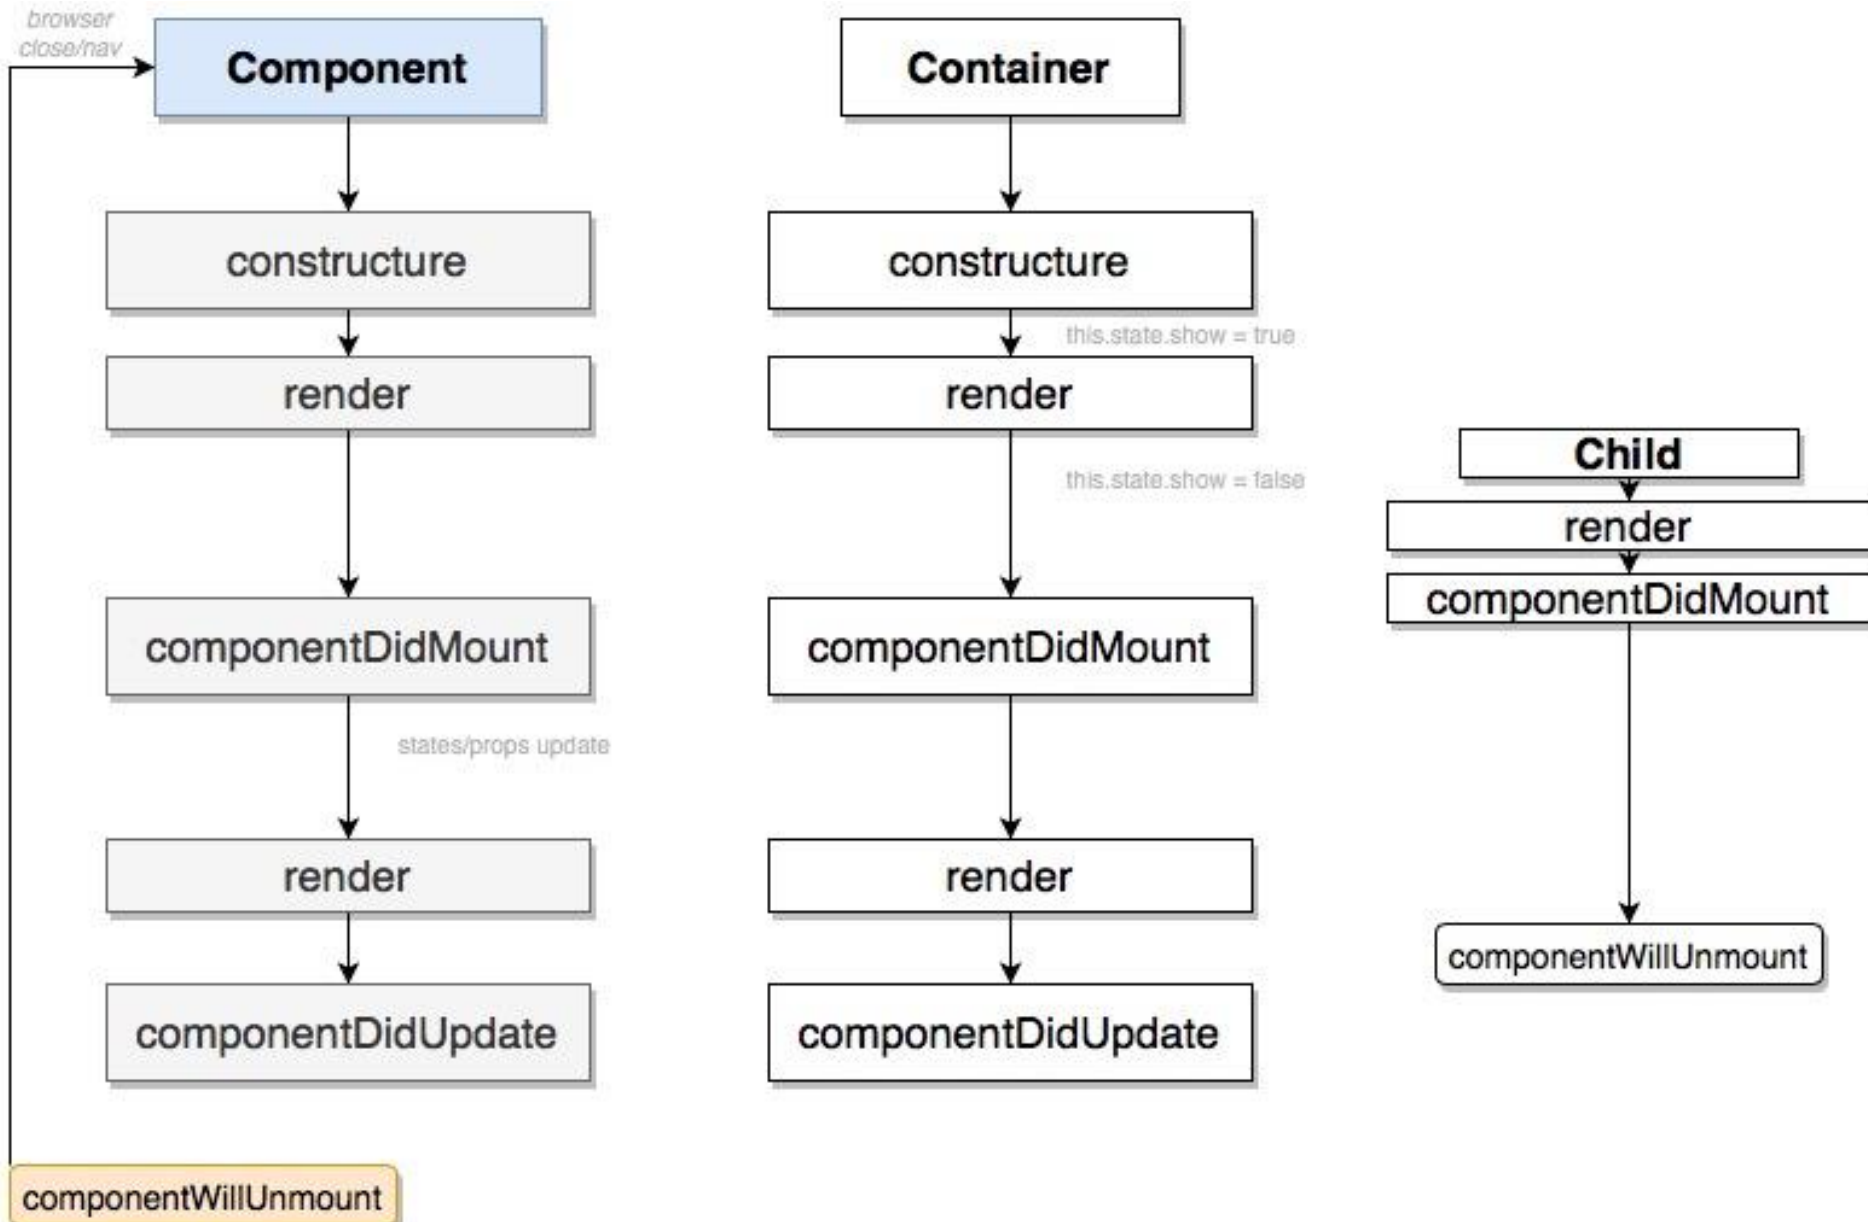 browser
close/nav
Component
constructure
render
componentDidMount
states/props update
render
componentDidUpdate
componentWillUnmount
Container
constructure
this.state.show = true
render
this.state.show = false
componentDidMount
render
componentDidUpdate
Child
render
componentDidMount
componentWillUnmount